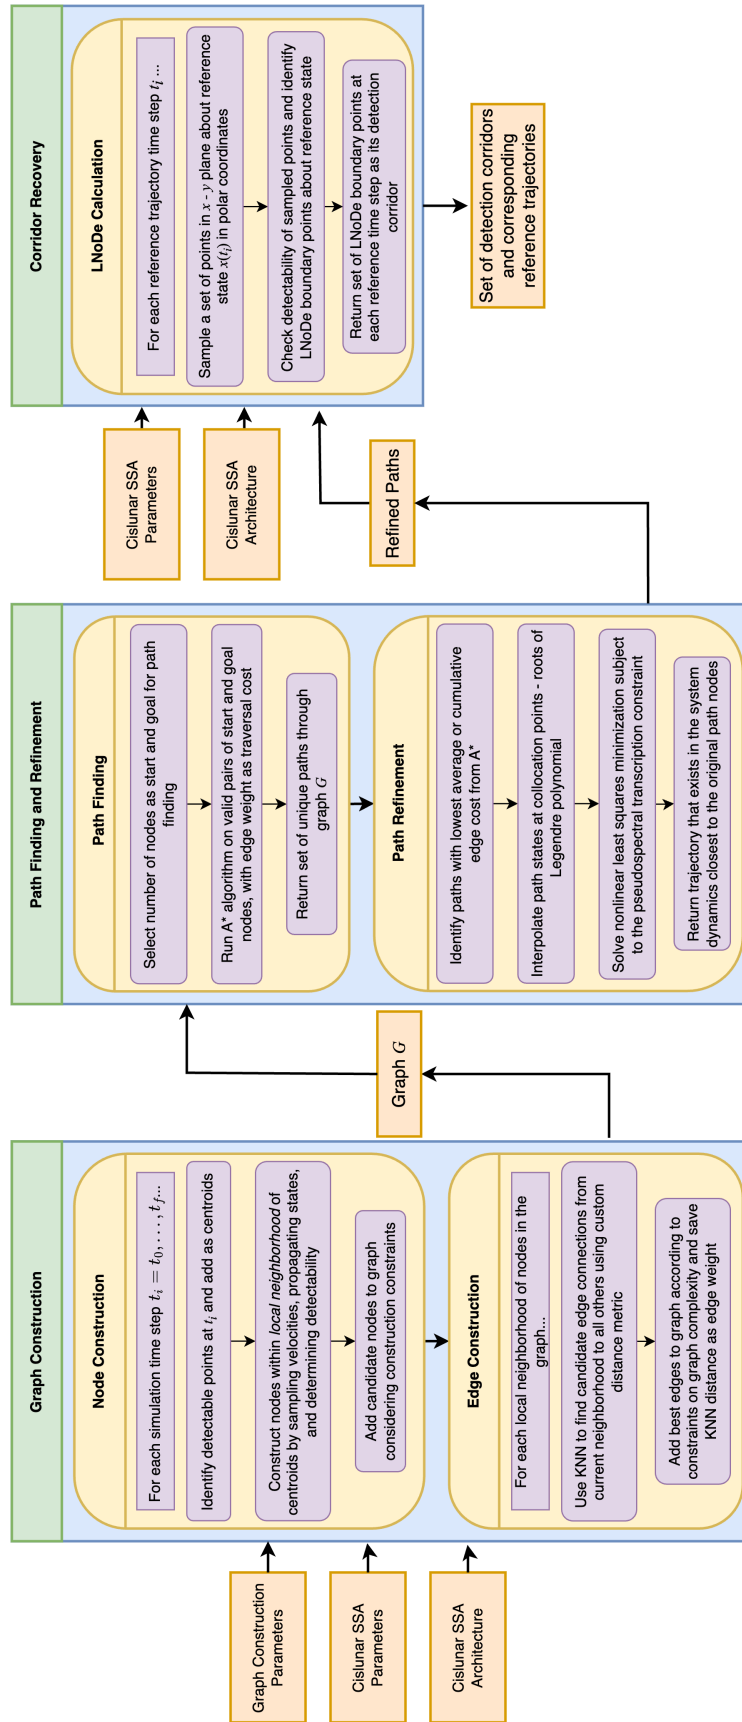 Graph Construction Parameters
Cislunar SSA Parameters
Cislunar SSA Architecture
Graph Construction
Node Construction
For each simulation time step $t_i = t_0, \ldots, t_f$...
Identify detectable points at $t_i$ and add as centroids
Construct nodes within local neighborhood of
centroids by sampling velocities, propagating states,
and determining detectability
Add candidate nodes to graph
considering construction constraints
Edge Construction
For each local neighborhood of nodes in the
graph...
Use KNN to find candidate edge connections from
current neighborhood to all others using custom
distance metric
Add best edges to graph according to
constraints on graph complexity and save
KNN distance as edge weight
Graph G
Path Finding and Refinement
Path Finding
Select number of nodes as start and goal for path
finding
Run A* algorithm on valid pairs of start and goal
nodes, with edge weight as traversal cost
Return set of unique paths through
graph G
Path Refinement
Identify paths with lowest average or cumulative
edge cost from A*
Interpolate path states at collocation points - roots of
Legendre polynomial
Solve nonlinear least squares minimization subject
to the pseudospectral transcription constraint
Return trajectory that exists in the system
dynamics closest to the original path nodes
Cislunar SSA
Parameters
Cislunar SSA
Architecture
Refined Paths
Corridor Recovery
LNoDe Calculation
For each reference trajectory time step $t_i$ ...
Sample a set of points in x - y plane about reference
state $x(t_i)$ in polar coordinates
Check detectability of sampled points and identify
LNoDe boundary points about reference state
Return set of LNoDe boundary points at
each reference time step as its detection
corridor
Set of detection corridors
and corresponding
reference trajectories